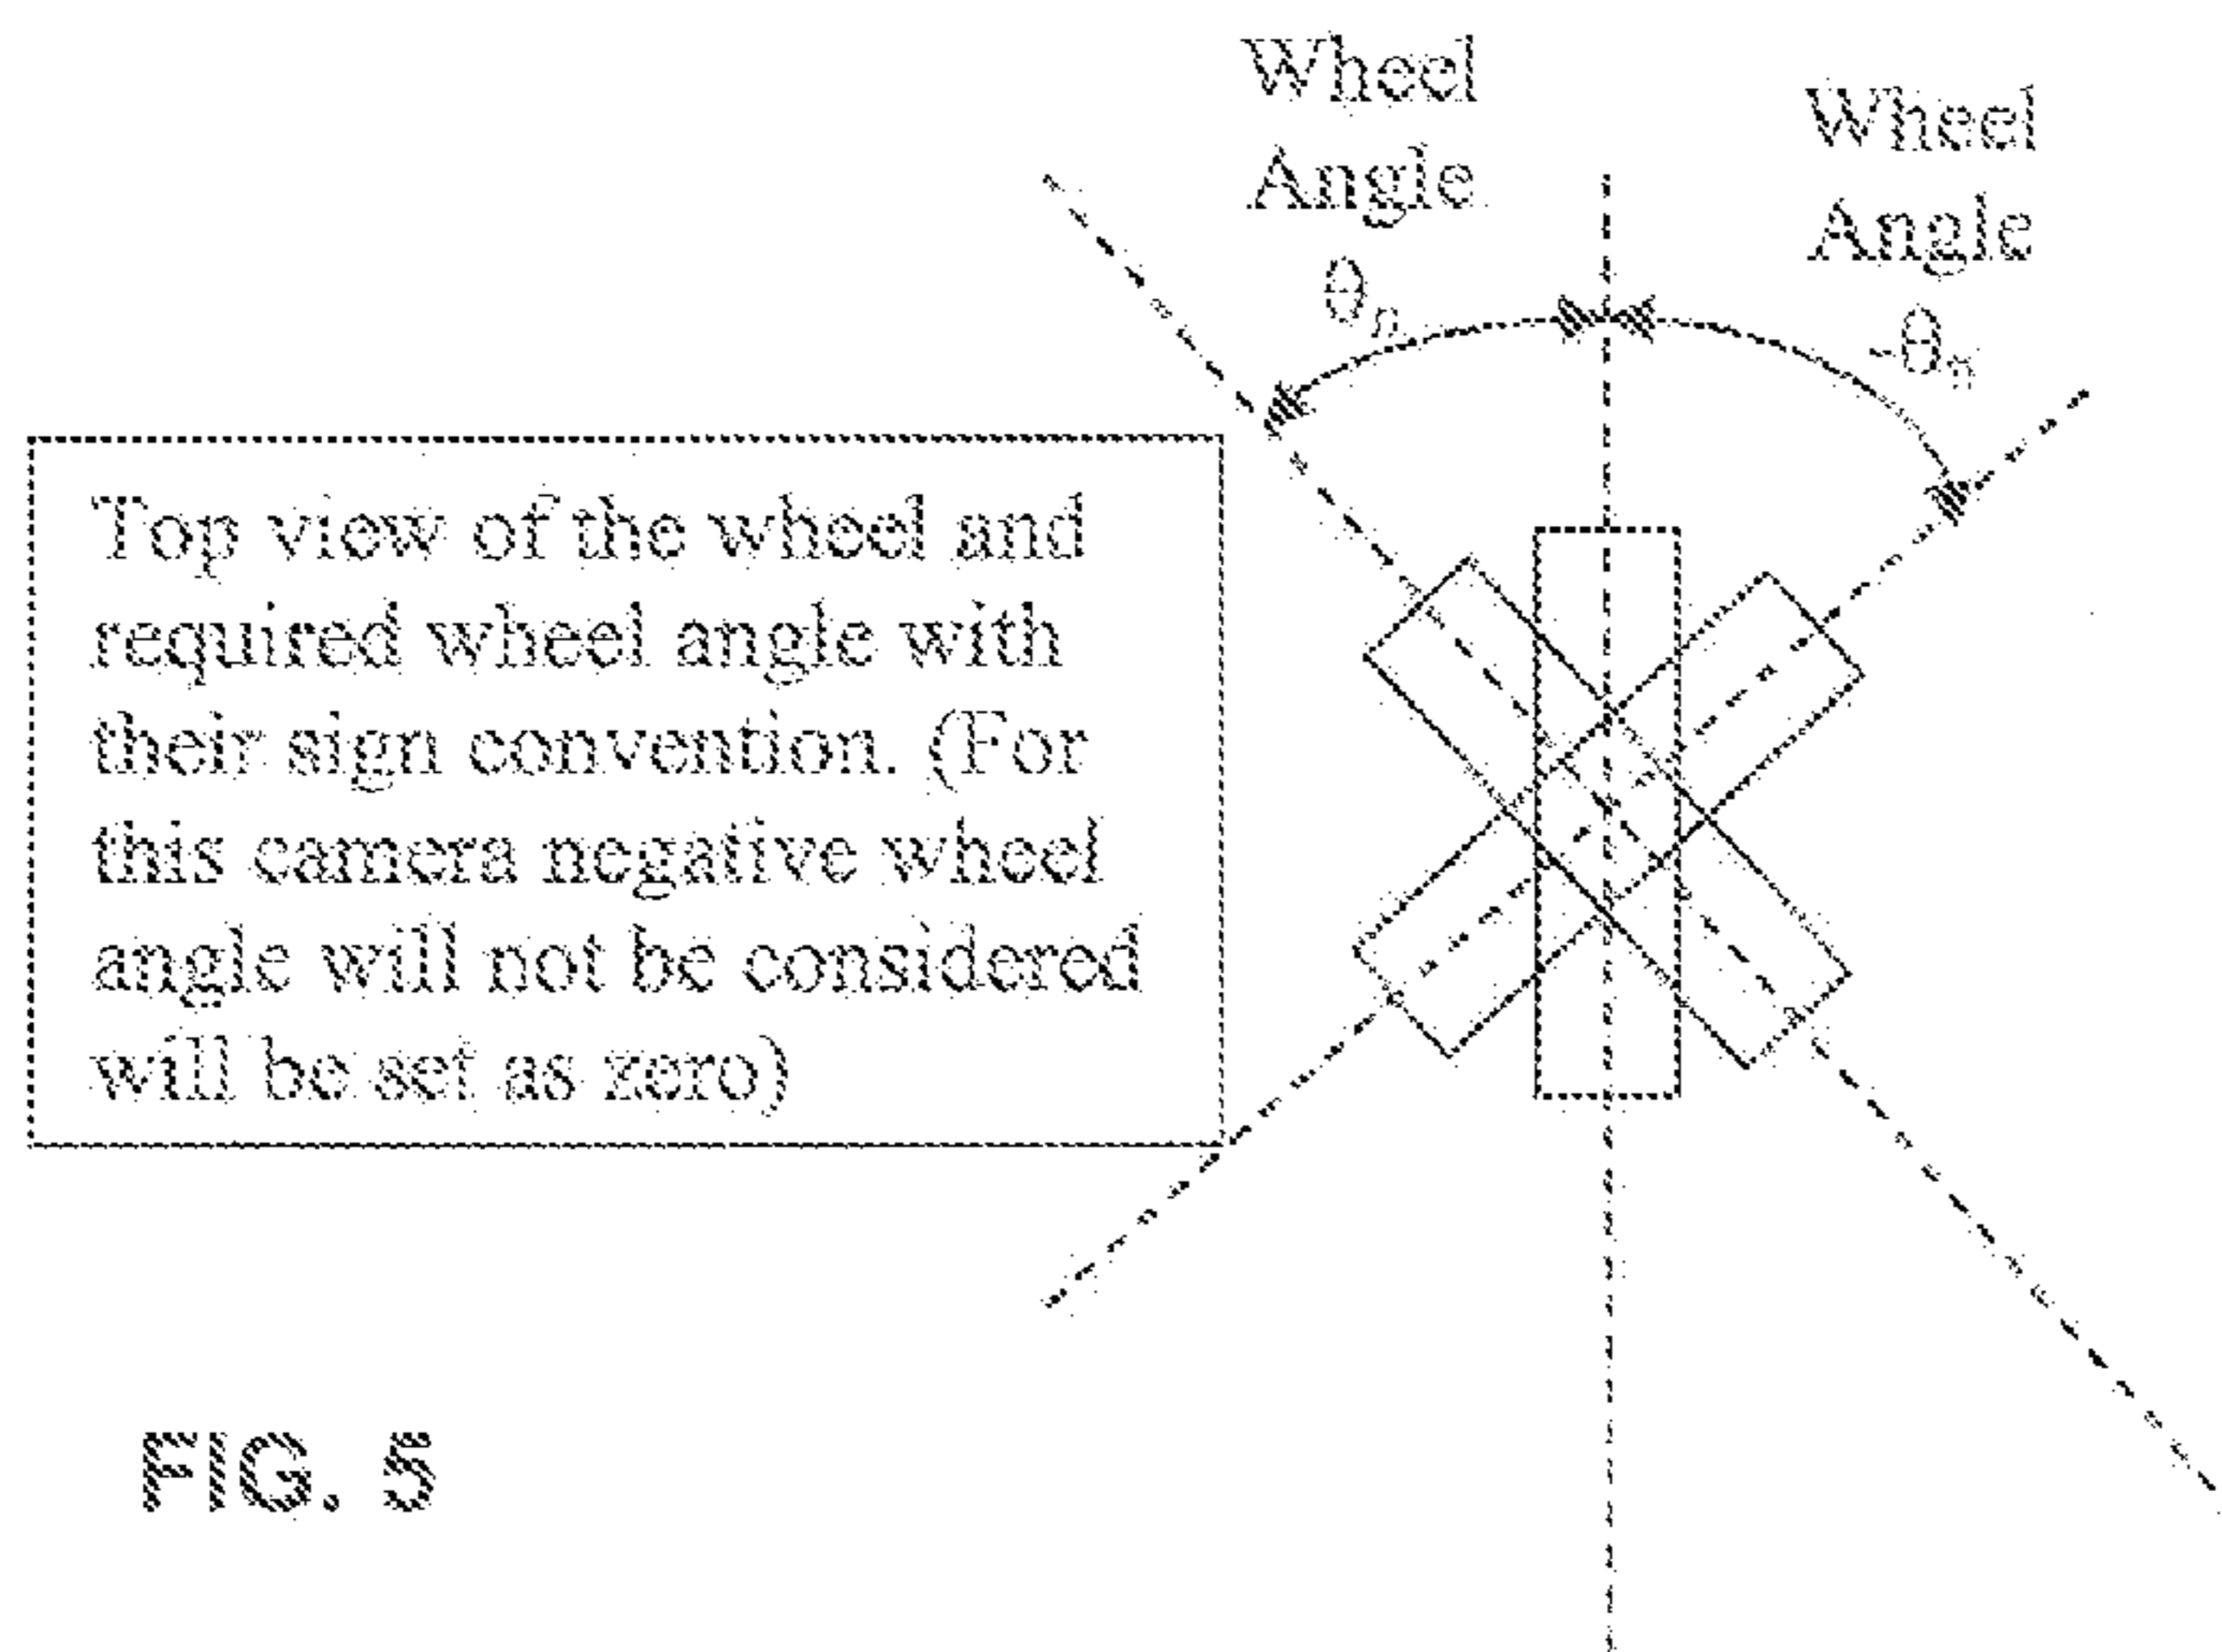 Wheel
Angle
θn
Wheel
Angle
-θn
Top view of the wheel and
required wheel angle with
their sign convention. (For
this camera negative wheel
angle will not be considered
will be set as zero)
FIG. 5